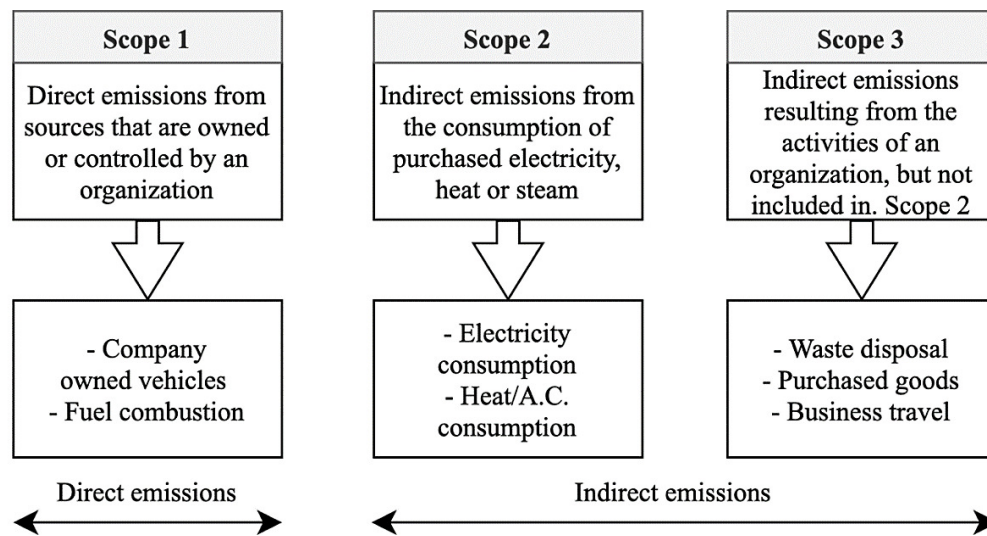 Scope 1
Direct emissions from
sources that are owned
or controlled by an
organization
- Company
owned vehicles
- Fuel combustion
Scope 2
Indirect emissions from
the consumption of
purchased electricity,
heat or steam
- Electricity
consumption
- Heat/A.C.
consumption
Scope 3
Indirect emissions
resulting from the
activities of an
organization, but not
included in. Scope 2
- Waste disposal
- Purchased goods
- Business travel
Direct emissions
Indirect emissions